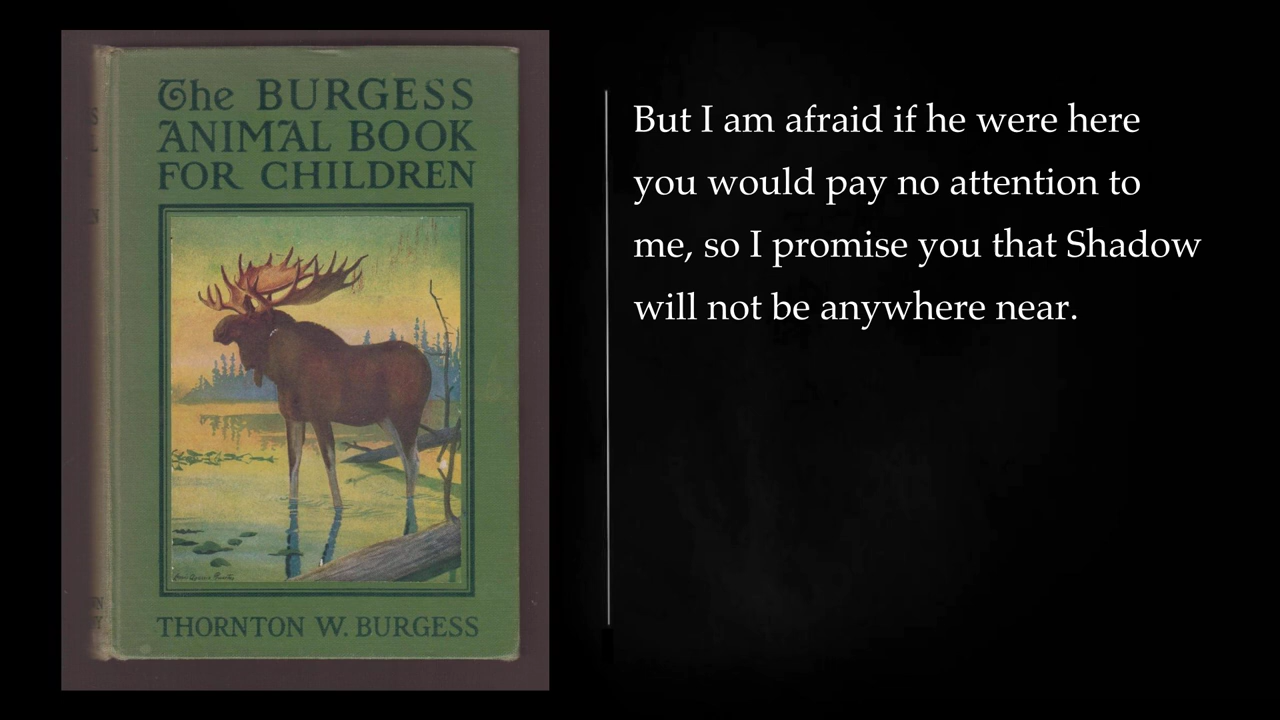 The BURGESS
ANIMAL BOOK
FOR CHILDREN
THORNTON W. BURGESS
But I am afraid if he were here
you would pay no attention to
me, so I promise you that Shadow
will not be anywhere near.